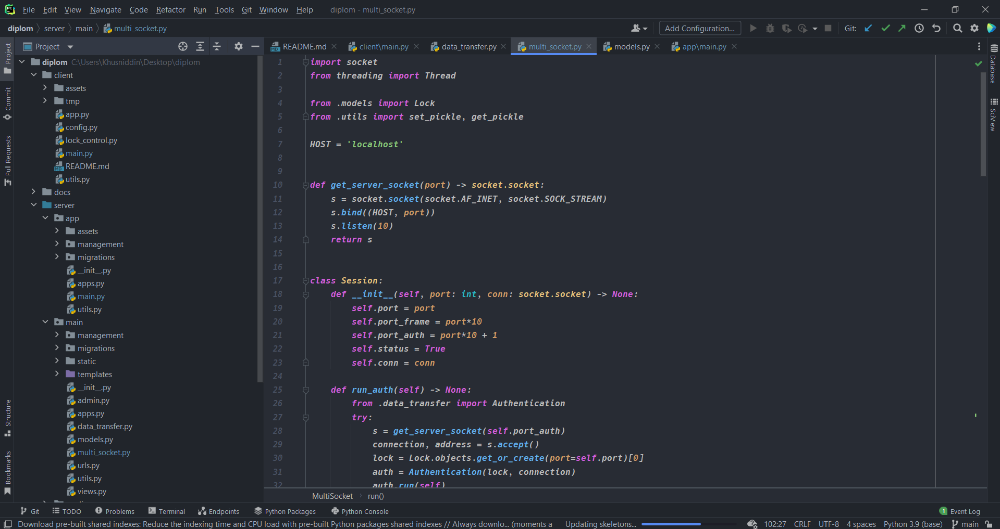 PC File Edit View Navigate Code Refactor Run Tools Git Window Help diplom - multi_socket.py
diplom server main multi_socket.py Add Configuration... Git:
Project
README.md client\main.py data_transfer.py multi_socket.py models.py app\main.py
diplom C:\Users\Khusniddin\Desktop\diplom
client
assets
tmp
app.py
config.py
lock_control.py
main.py
README.md
utils.py
docs
server
app
assets
management
migrations
__init__.py
apps.py
main.py
utils.py
main
management
migrations
static
templates
__init__.py
admin.py
apps.py
data_transfer.py
models.py
multi_socket.py
urls.py
utils.py
views.py
Project
Commit
Pull Requests
Structure
Bookmarks
1 import socket
2 from threading import Thread
3
4 from .models import Lock
5 from .utils import set_pickle, get_pickle
6
7 HOST = 'localhost'
8
9
10 def get_server_socket(port) -> socket.socket:
11 s = socket.socket(socket.AF_INET, socket.SOCK_STREAM)
12 s.bind((HOST, port))
13 s.listen(10)
14 return s
15
16
17 class Session:
18 def __init__(self, port: int, conn: socket.socket) -> None:
19 self.port = port
20 self.port_frame = port*10
21 self.port_auth = port*10 + 1
22 self.status = True
23 self.conn = conn
24
25 def run_auth(self) -> None:
26 from .data_transfer import Authentication
27 try:
28 s = get_server_socket(self.port_auth)
29 connection, address = s.accept()
30 lock = Lock.objects.get_or_create(port=self.port)[0]
31 auth = Authentication(lock, connection)
32 auth.run(self)
Database
SciView
MultiSocket run()
Git TODO Problems Terminal Endpoints Python Packages Python Console 1 Event Log
Download pre-built shared indexes: Reduce the indexing time and CPU load with pre-built Python packages shared indexes // Always downlo... (moments a Updating skeletons... 102:27 CRLF UTF-8 4 spaces Python 3.9 (base) main